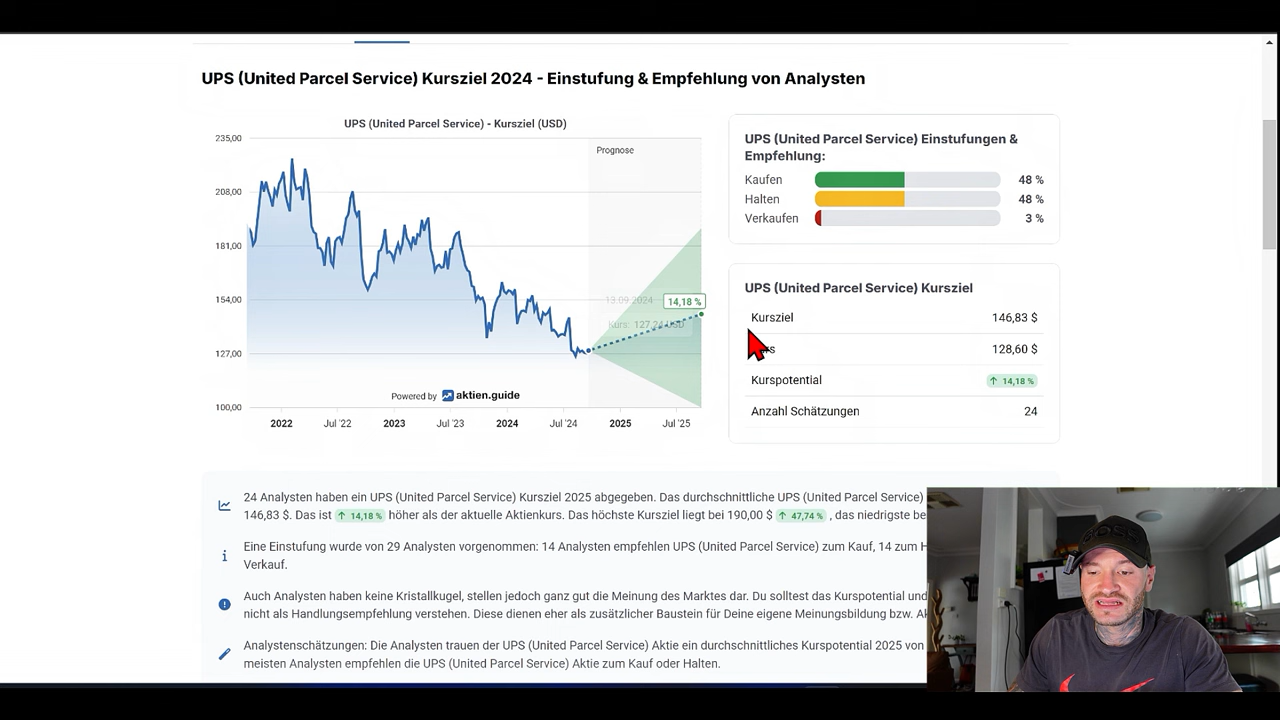 UPS (United Parcel Service) Kursziel 2024 - Einstufung & Empfehlung von Analysten
UPS (United Parcel Service) - Kursziel (USD)
235,00
208,00
181,00
154,00
127,00
100,00
Prognose
13.09.2024
Kurs: 127,24 USD
14,18 %
Powered by aktien.guide
2022
Jul '22
2023
Jul '23
2024
Jul '24
2025
Jul '25
UPS (United Parcel Service) Einstufungen &
Empfehlung:
Kaufen 48 %
Halten 48 %
Verkaufen 3 %
UPS (United Parcel Service) Kursziel
Kursziel 146,83 $
128,60 $
Kurspotential ↑ 14,18 %
Anzahl Schätzungen 24
24 Analysten haben ein UPS (United Parcel Service) Kursziel 2025 abgegeben. Das durchschnittliche UPS (United Parcel Service)
146,83 $. Das ist ↑ 14,18 % höher als der aktuelle Aktienkurs. Das höchste Kursziel liegt bei 190,00 $ ↑ 47,74 % , das niedrigste be
Eine Einstufung wurde von 29 Analysten vorgenommen: 14 Analysten empfehlen UPS (United Parcel Service) zum Kauf, 14 zum H
Verkauf.
Auch Analysten haben keine Kristallkugel, stellen jedoch ganz gut die Meinung des Marktes dar. Du solltest das Kurspotential und
nicht als Handlungsempfehlung verstehen. Diese dienen eher als zusätzlicher Baustein für Deine eigene Meinungsbildung bzw.
Analystenschätzungen: Die Analysten trauen der UPS (United Parcel Service) Aktie ein durchschnittliches Kurspotential 2025 von
meisten Analysten empfehlen die UPS (United Parcel Service) Aktie zum Kauf oder Halten.